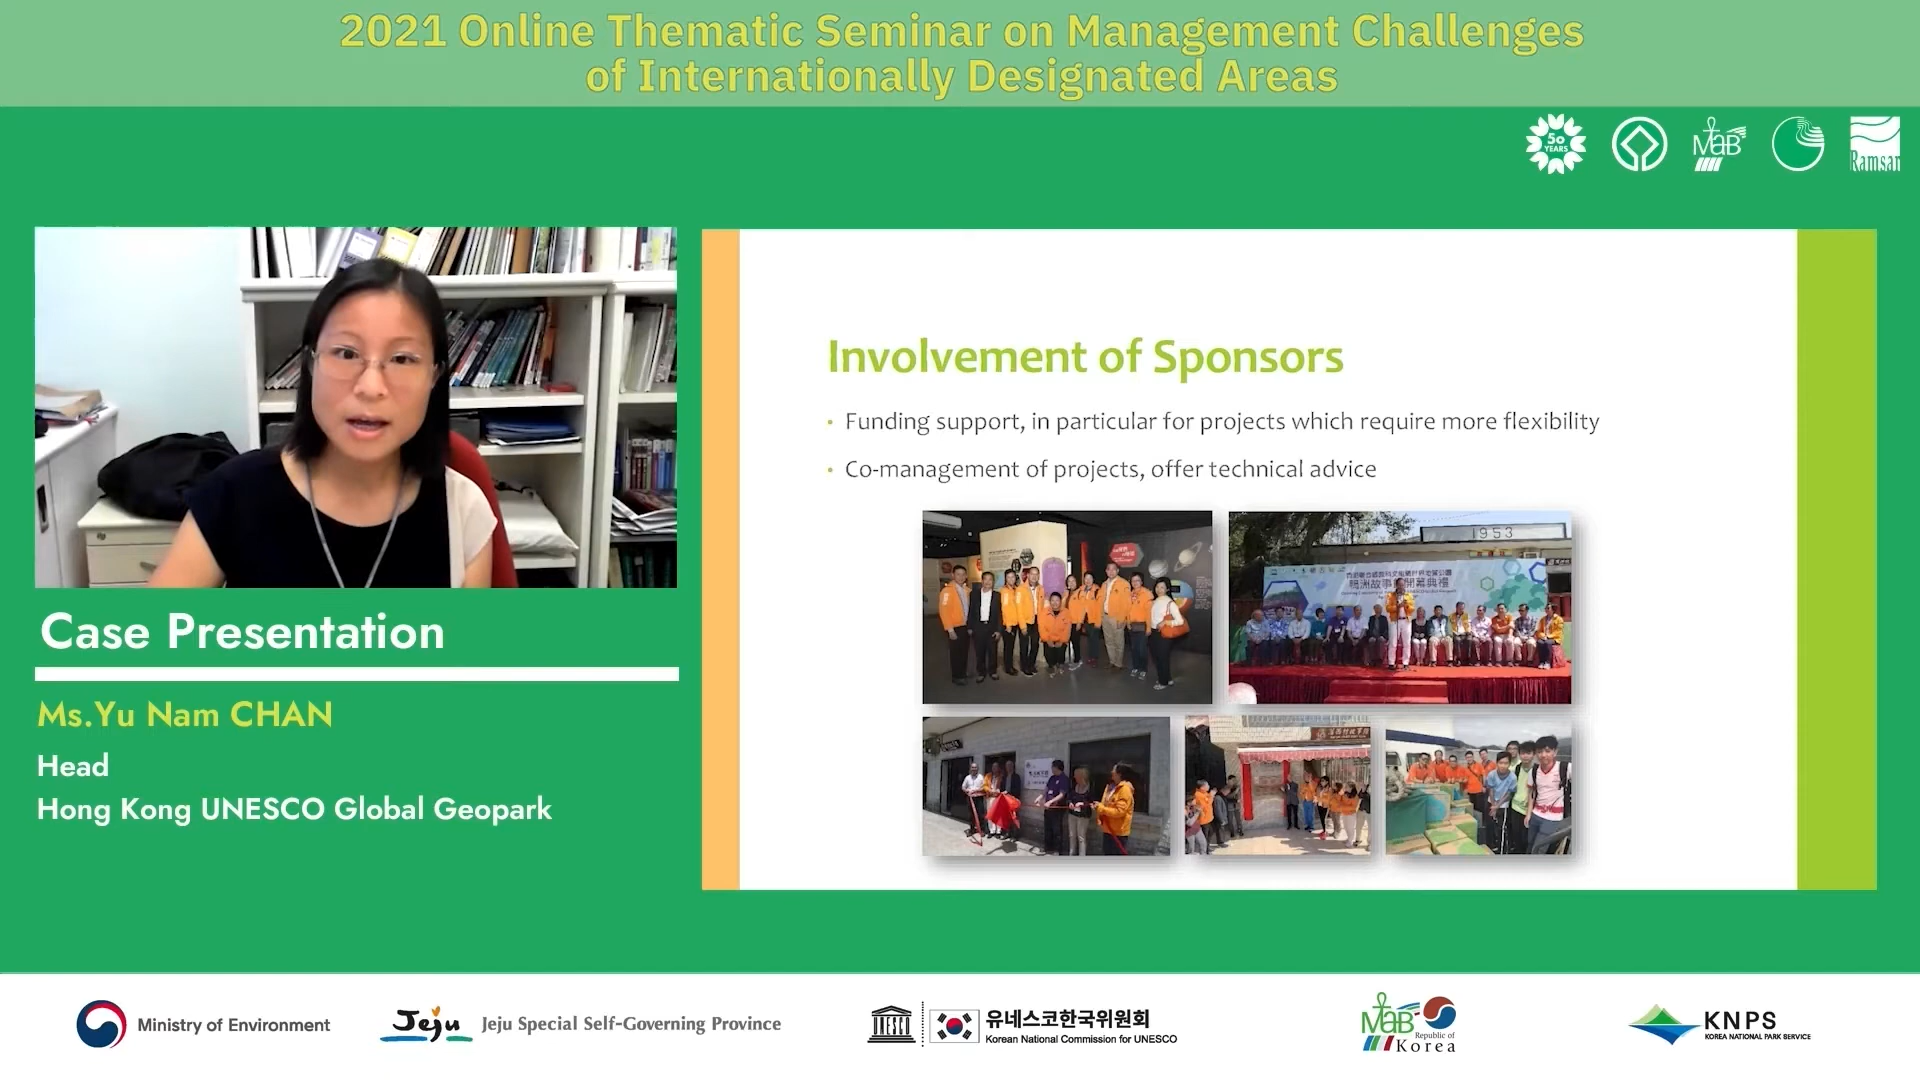 2021 Online Thematic Seminar on Management Challenges
of Internationally Designated Areas
50
YEARS
MaB
Ramsar
Involvement of Sponsors
Funding support, in particular for projects which require more flexibility
Co-management of projects, offer technical advice
1953
Case Presentation
Ms.Yu Nam CHAN
Head
Hong Kong UNESCO Global Geopark
Ministry of Environment
Jeju
Jeju Special Self-Governing Province
UNESCO
유네스코한국위원회
Korean National Commission for UNESCO
MaB
Republic of
Korea
KNPS
KOREA NATIONAL PARK SERVICE